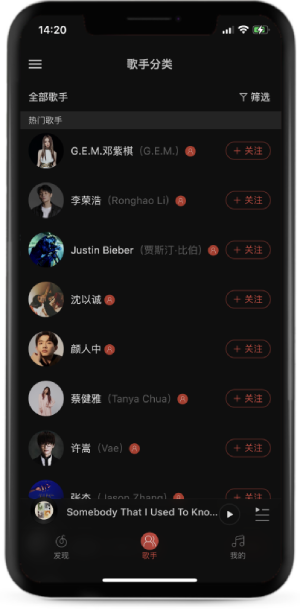 14:20
歌手分类
全部歌手 筛选
热门歌手
G.E.M.邓紫棋（G.E.M.） + 关注
李荣浩（Ronghao Li） + 关注
Justin Bieber（贾斯汀·比伯） + 关注
沈以诚 + 关注
颜人中 + 关注
蔡健雅（Tanya Chua） + 关注
许嵩（Vae） + 关注
张杰（Jason Zhang） + 关注
Somebody That I Used To Kno...
发现 歌手 我的